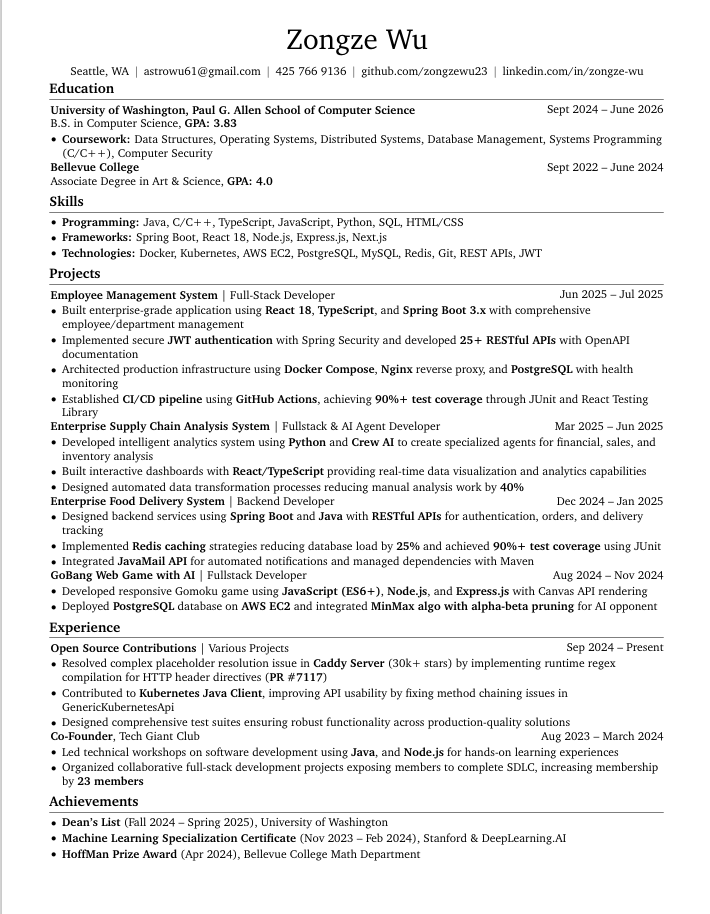 Zongze Wu
Seattle, WA | astrowu61@gmail.com | 425 766 9136 | github.com/zongzewu23 | linkedin.com/in/zongze-wu
Education
University of Washington, Paul G. Allen School of Computer Science Sept 2024 – June 2026
B.S. in Computer Science, GPA: 3.83
• Coursework: Data Structures, Operating Systems, Distributed Systems, Database Management, Systems Programming
(C/C++), Computer Security
Bellevue College Sept 2022 – June 2024
Associate Degree in Art & Science, GPA: 4.0
Skills
• Programming: Java, C/C++, TypeScript, JavaScript, Python, SQL, HTML/CSS
• Frameworks: Spring Boot, React 18, Node.js, Express.js, Next.js
• Technologies: Docker, Kubernetes, AWS EC2, PostgreSQL, MySQL, Redis, Git, REST APIs, JWT
Projects
Employee Management System | Full-Stack Developer Jun 2025 – Jul 2025
• Built enterprise-grade application using React 18, TypeScript, and Spring Boot 3.x with comprehensive
employee/department management
• Implemented secure JWT authentication with Spring Security and developed 25+ RESTful APIs with OpenAPI
documentation
• Architected production infrastructure using Docker Compose, Nginx reverse proxy, and PostgreSQL with health
monitoring
• Established CI/CD pipeline using GitHub Actions, achieving 90%+ test coverage through JUnit and React Testing
Library
Enterprise Supply Chain Analysis System | Fullstack & AI Agent Developer Mar 2025 – Jun 2025
• Developed intelligent analytics system using Python and Crew AI to create specialized agents for financial, sales, and
inventory analysis
• Built interactive dashboards with React/TypeScript providing real-time data visualization and analytics capabilities
• Designed automated data transformation processes reducing manual analysis work by 40%
Enterprise Food Delivery System | Backend Developer Dec 2024 – Jan 2025
• Designed backend services using Spring Boot and Java with RESTful APIs for authentication, orders, and delivery
tracking
• Implemented Redis caching strategies reducing database load by 25% and achieved 90%+ test coverage using JUnit
• Integrated JavaMail API for automated notifications and managed dependencies with Maven
GoBang Web Game with AI | Fullstack Developer Aug 2024 – Nov 2024
• Developed responsive Gomoku game using JavaScript (ES6+), Node.js, and Express.js with Canvas API rendering
• Deployed PostgreSQL database on AWS EC2 and integrated MinMax algo with alpha-beta pruning for AI opponent
Experience
Open Source Contributions | Various Projects Sep 2024 – Present
• Resolved complex placeholder resolution issue in Caddy Server (30k+ stars) by implementing runtime regex
compilation for HTTP header directives (PR #7117)
• Contributed to Kubernetes Java Client, improving API usability by fixing method chaining issues in
GenericKubernetesApi
• Designed comprehensive test suites ensuring robust functionality across production-quality solutions
Co-Founder, Tech Giant Club Aug 2023 – March 2024
• Led technical workshops on software development using Java, and Node.js for hands-on learning experiences
• Organized collaborative full-stack development projects exposing members to complete SDLC, increasing membership
by 23 members
Achievements
• Dean's List (Fall 2024 – Spring 2025), University of Washington
• Machine Learning Specialization Certificate (Nov 2023 – Feb 2024), Stanford & DeepLearning.AI
• HoffMan Prize Award (Apr 2024), Bellevue College Math Department